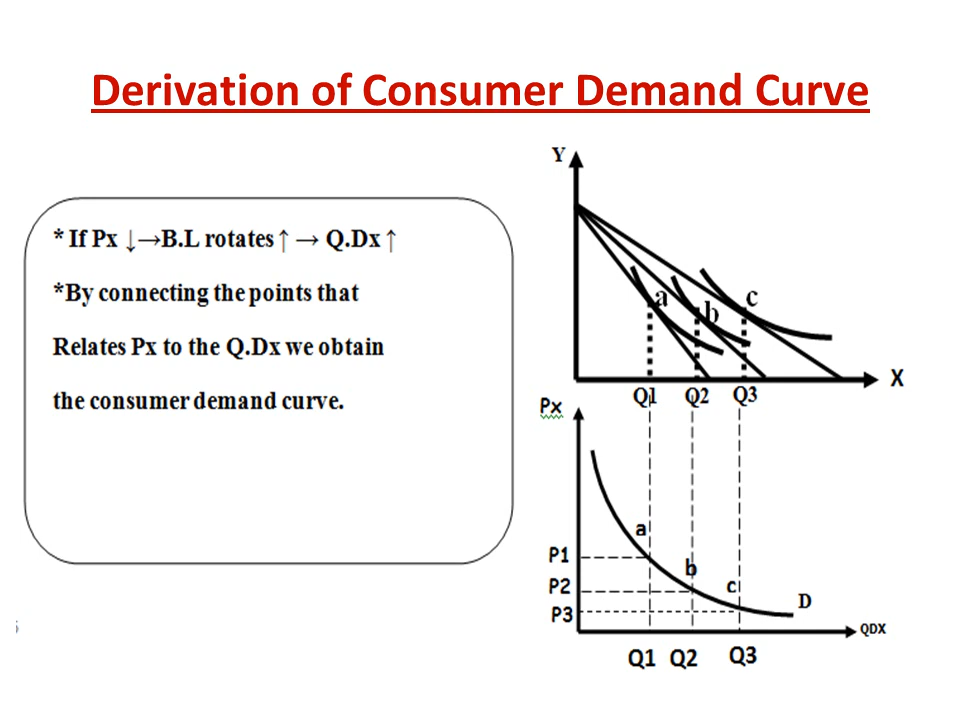 Derivation of Consumer Demand Curve
* If Px ↓→B.L rotates ↑ → Q.Dx ↑
*By connecting the points that
Relates Px to the Q.Dx we obtain
the consumer demand curve.
Y
a
b
c
X
Q1 Q2 Q3
Px
a
b
c
D
P1
P2
P3
QDX
Q1 Q2 Q3